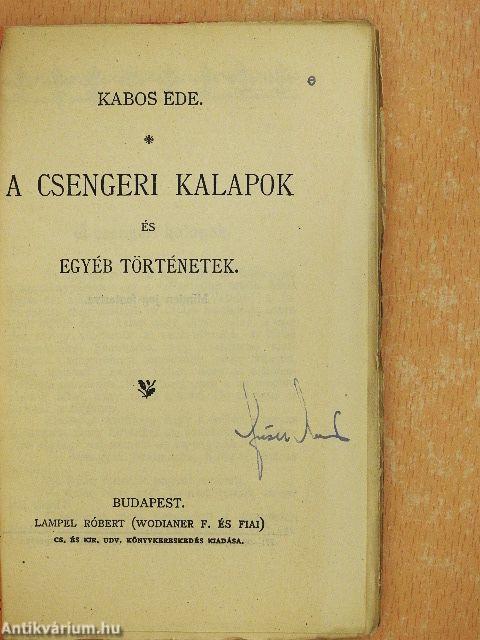 e
KABOS EDE.
*
A CSENGERI KALAPOK
ÉS
EGYÉB TÖRTÉNETEK.
BUDAPEST.
LAMPEL RÓBERT (WODIANER F. ÉS FIAI)
CS. ÉS KIR. UDV. KÖNYVKERESKEDÉS KIADÁSA.
Antikvárium.hu